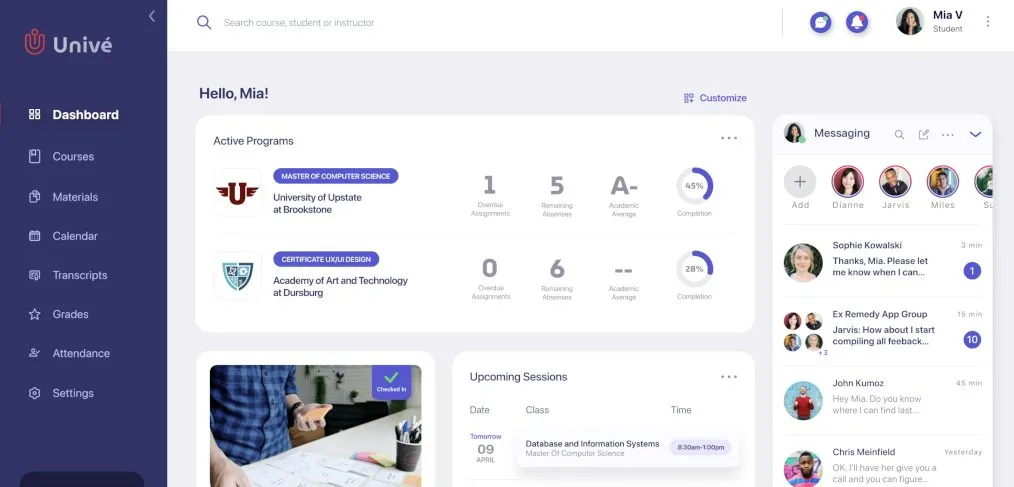 Univé
Dashboard
Courses
Materials
Calendar
Transcripts
Grades
Attendance
Settings
Search course, student or instructor
Mia V
Student
Hello, Mia!
Customize
Active Programs
MASTER OF COMPUTER SCIENCE
University of Upstate
at Brookstone
1
Overdue
Assignments
5
Remaining
Absenses
A-
Academic
Average
45%
Completion
CERTIFICATE UX/UI DESIGN
Academy of Art and Technology
at Dursburg
0
Overdue
Assignments
6
Remaining
Absenses
--
Academic
Average
28%
Completion
Checked In
Upcoming Sessions
Date Class Time
Tomorrow
09
APRIL
Database and Information Systems
Master Of Computer Science
8:30am-1:00pm
Messaging
Add Dianne Jarvis Miles Su
Sophie Kowalski 3 min
Thanks, Mia. Please let
me know when I can...
1
Ex Remedy App Group 15 min
Jarvis: How about I start
compiling all feeback...
10
+3
John Kumoz 45 min
Hey Mia. Do you know
where I can find last...
Chris Meinfield Yesterday
OK, I'll have her give you a
call and you can figure...